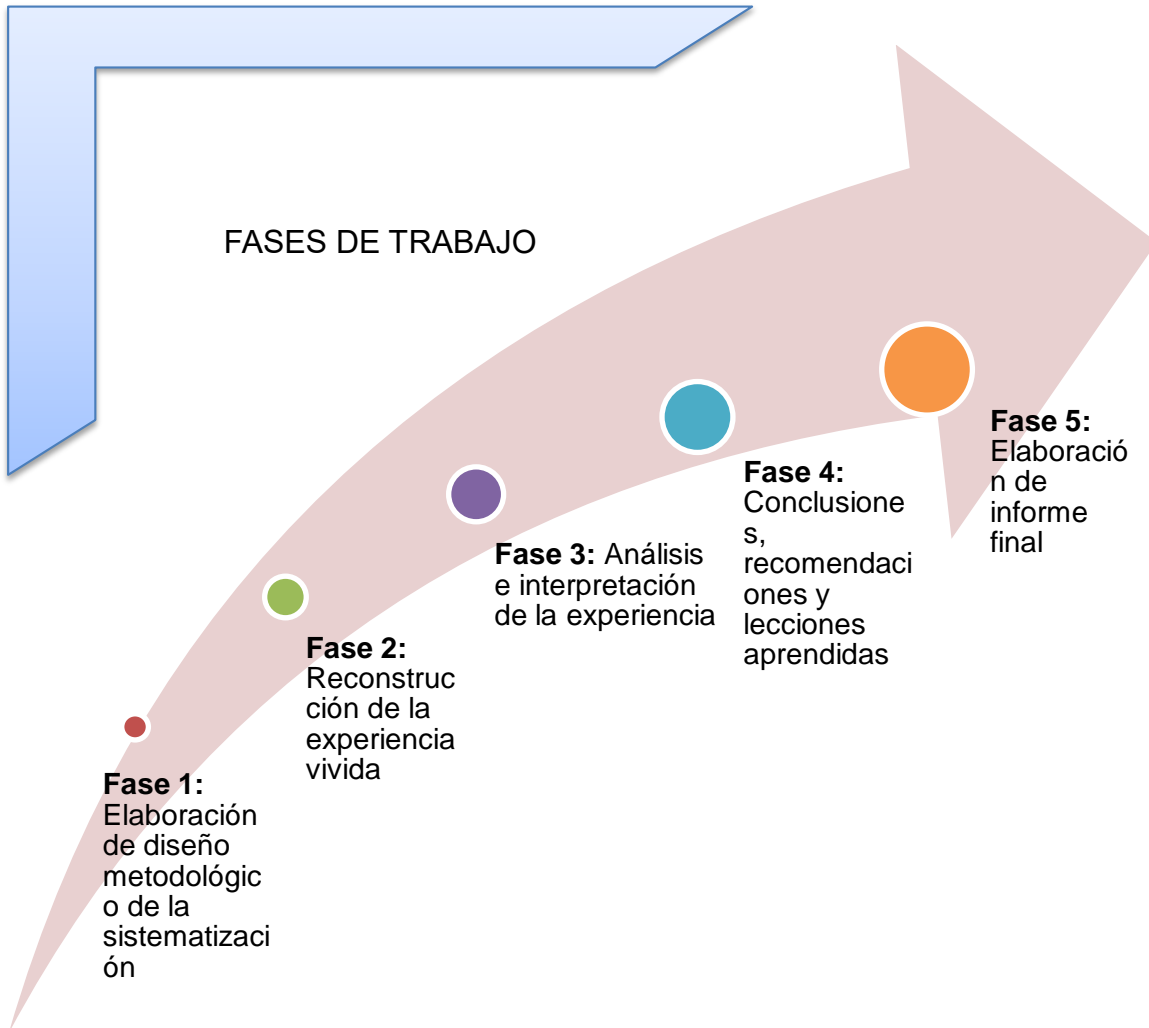 FASES DE TRABAJO
Fase 1:
Elaboración
de diseño
metodológic
o de la
sistematizaci
ón
Fase 2:
Reconstruc
ción de la
experiencia
vivida
Fase 3: Análisis
e interpretación
de la experiencia
Fase 4:
Conclusione
s,
recomendaci
ones y
lecciones
aprendidas
Fase 5:
Elaboració
n de
informe
final